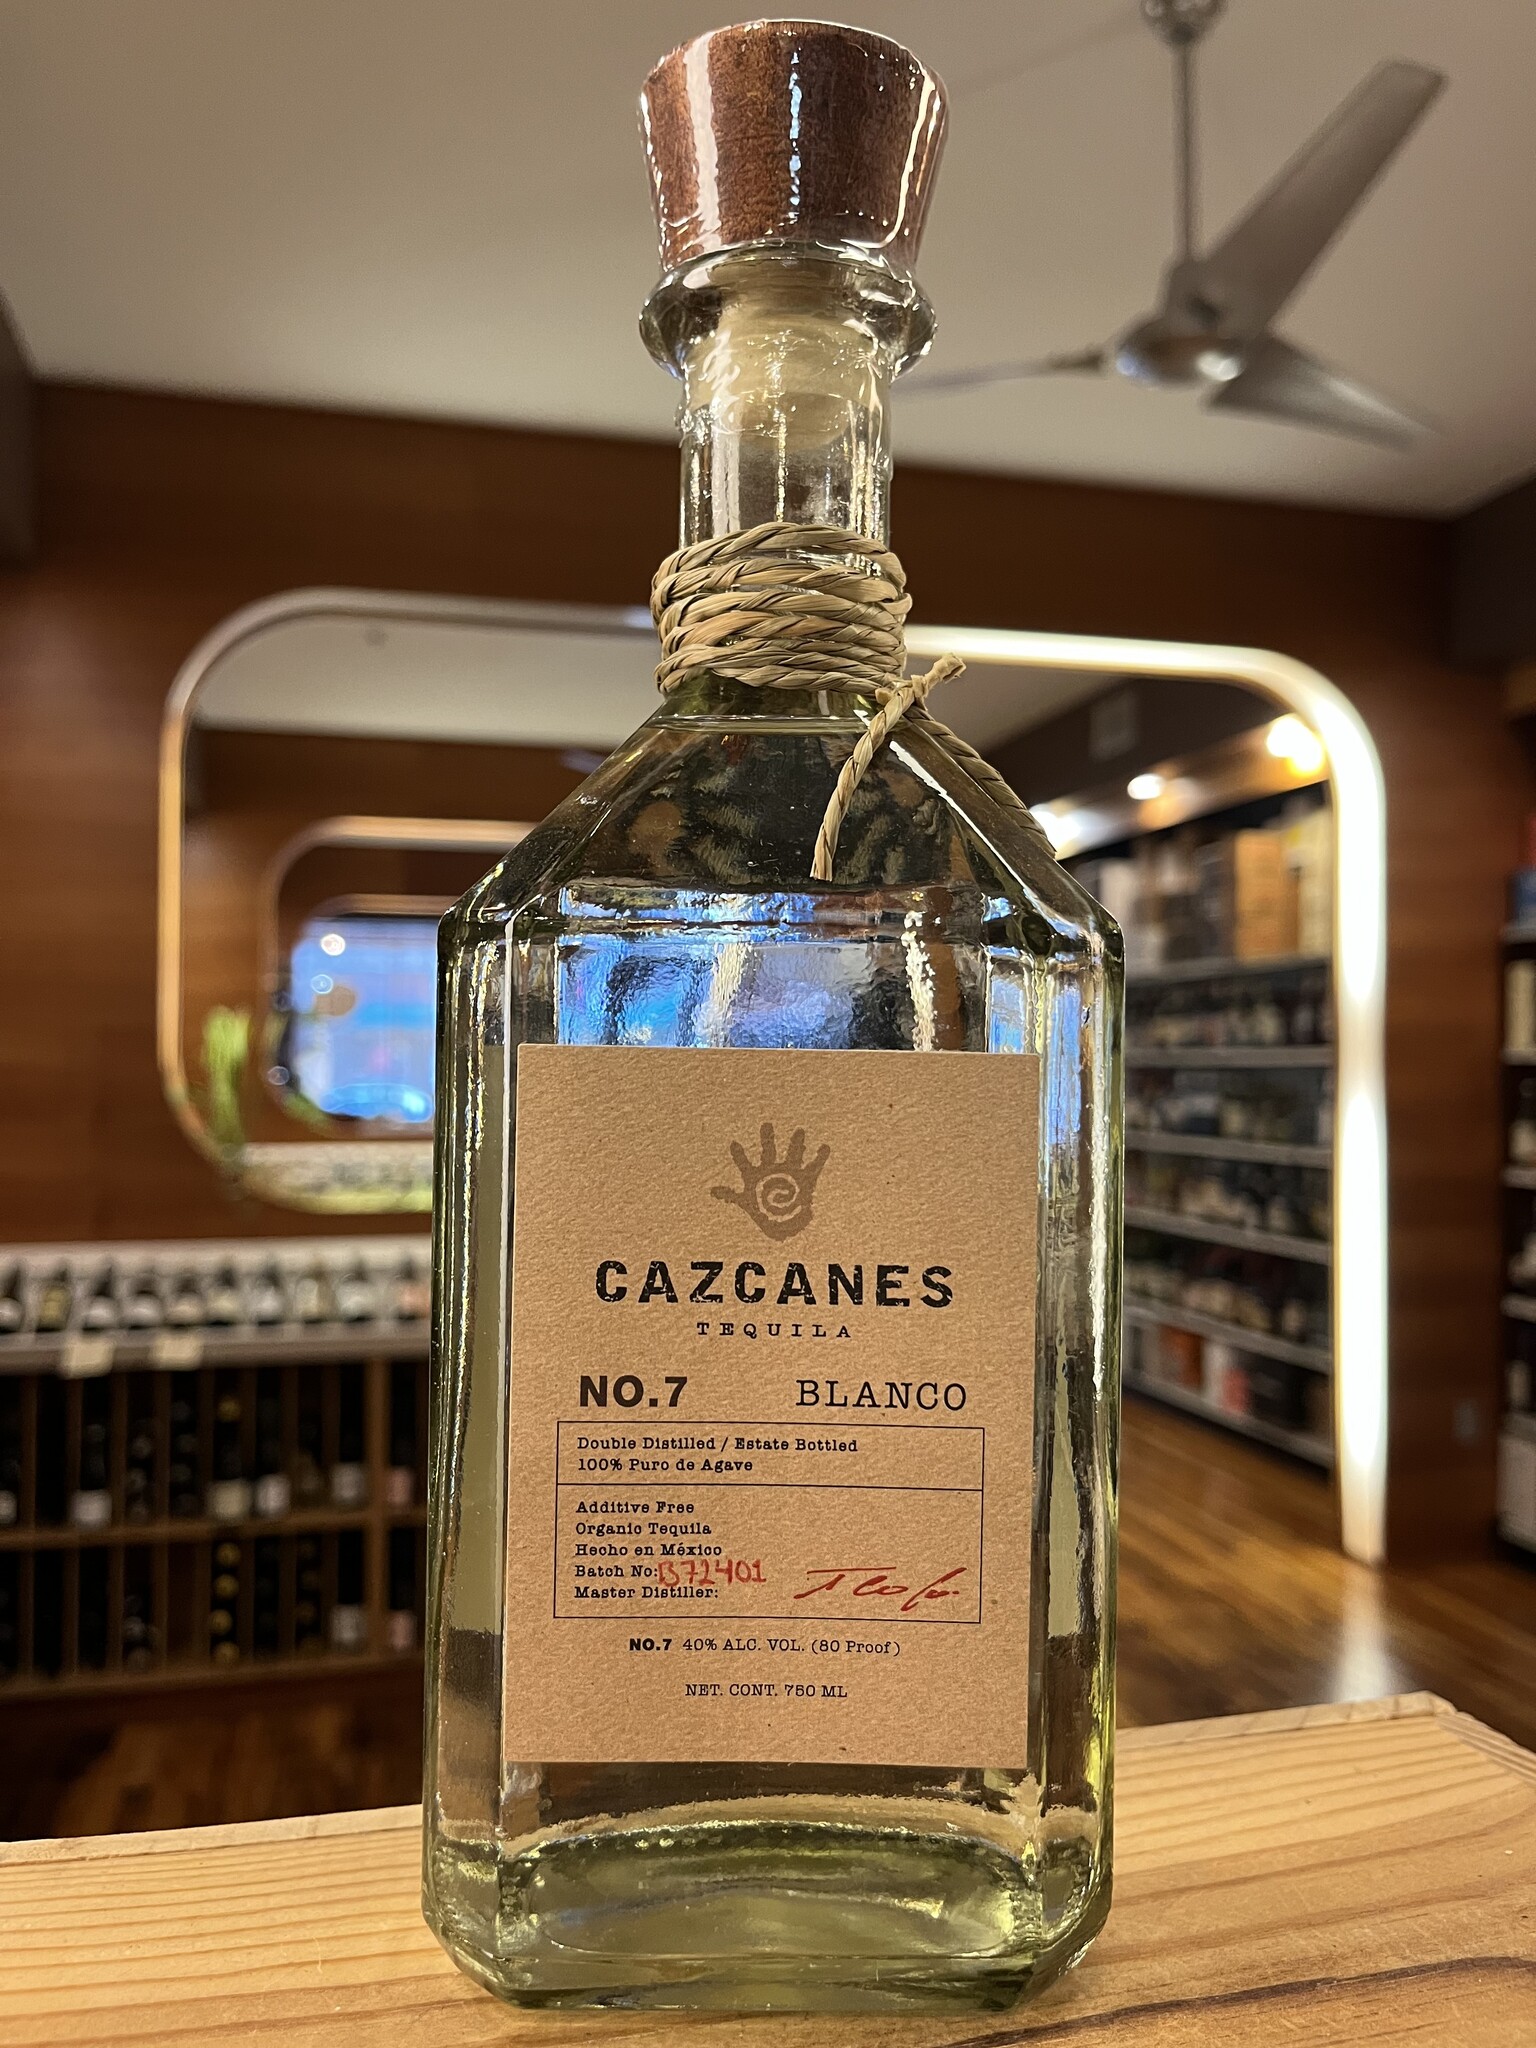 CAZCANES
TEQUILA
NO.7 BLANCO
Double Distilled / Estate Bottled
100% Puro de Agave
Additive Free
Organic Tequila
Hecho en México
Batch No: B72401
Master Distiller:
NO.7 40% ALC. VOL. (80 Proof)
NET. CONT. 750 ML